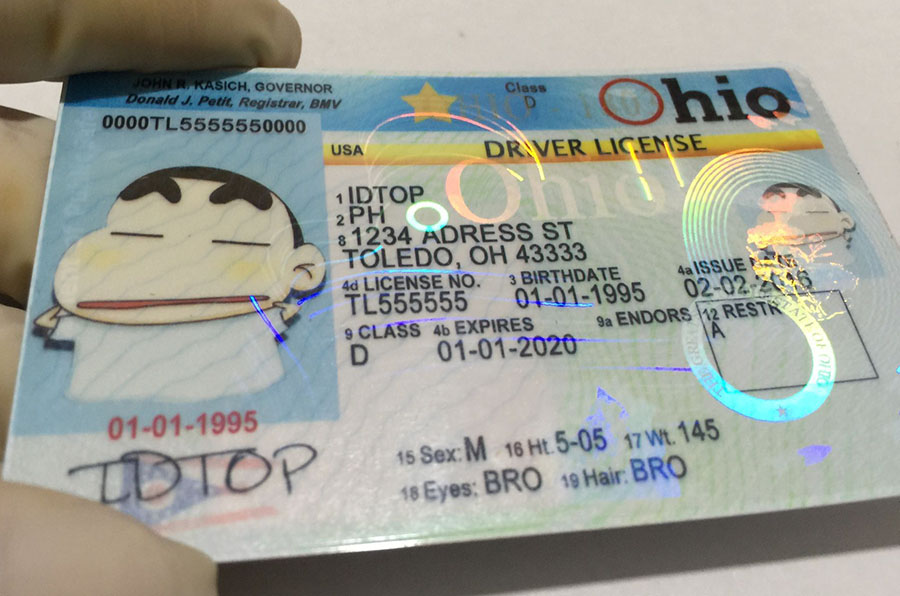 JOHN R. KASICH, GOVERNOR
Donald J. Petit, Registrar, BMV
Class
D
Ohio
0000TL5555550000
USA
DRIVER LICENSE
Ohio
1 IDTOP
2 PH
8 1234 ADRESS ST
TOLEDO, OH 43333
4d LICENSE NO.
TL555555
3 BIRTHDATE
01-01-1995
4a ISSUE
02-02-
9 CLASS
D
4b EXPIRES
01-01-2020
9a ENDORS
12 RESTR
A
01-01-1995
IDTOP
15 Sex: M 16 Ht. 5-05 17 Wt. 145
18 Eyes: BRO 19 Hair: BRO